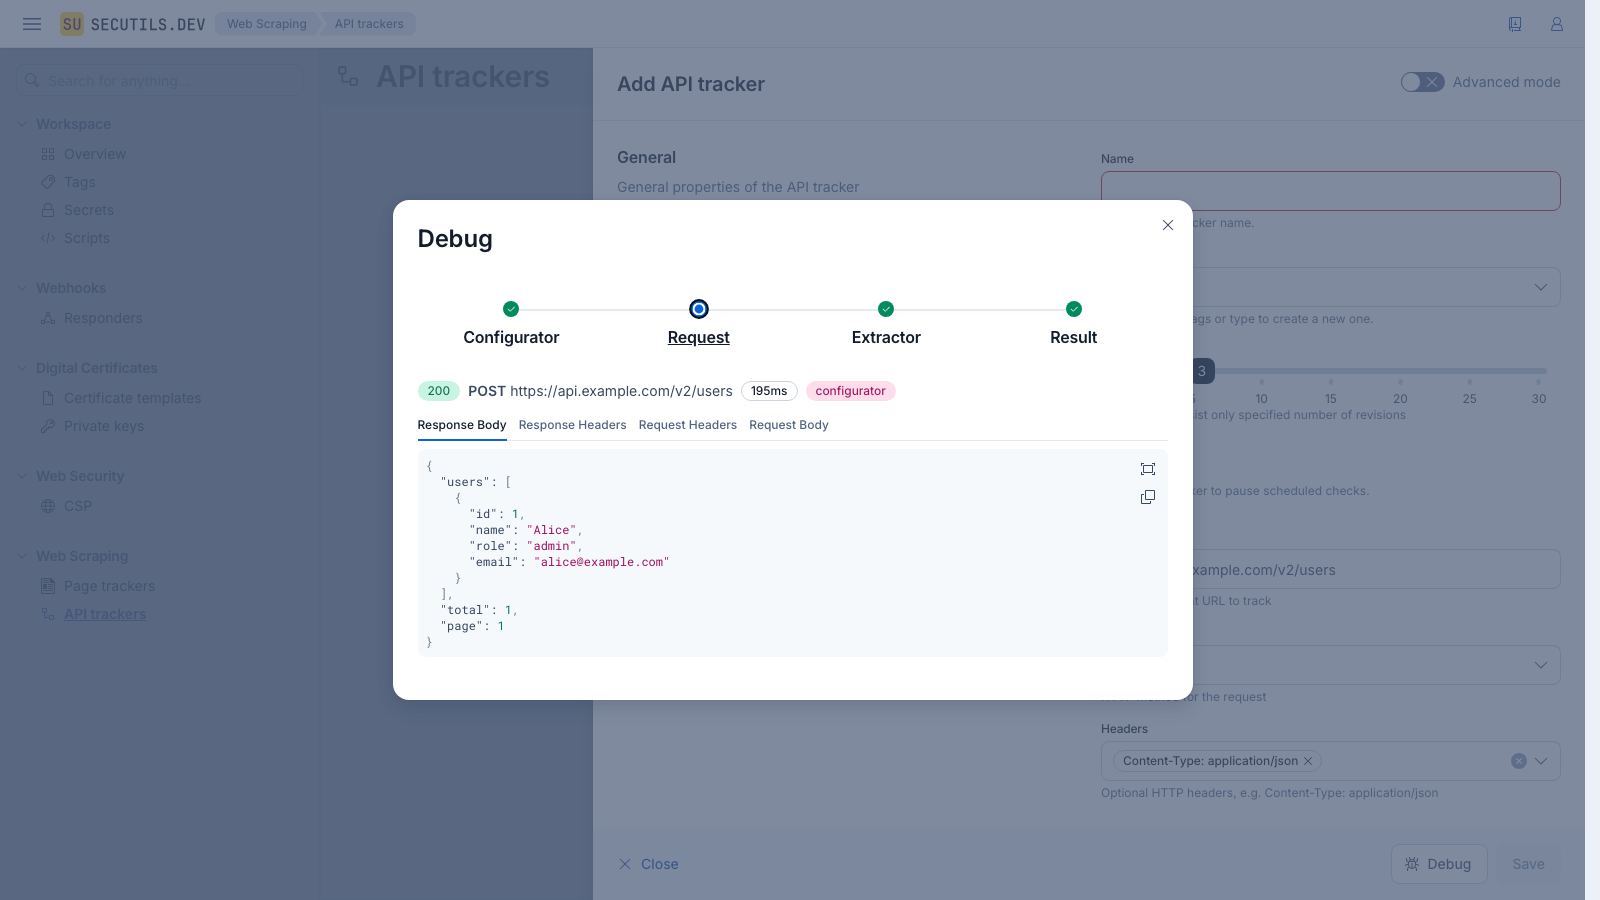 SU SECUTILS.DEV
Web Scraping
API trackers
Search for anything...
Workspace
Overview
Tags
Secrets
Scripts
Webhooks
Responders
Digital Certificates
Certificate templates
Private keys
Web Security
CSP
Web Scraping
Page trackers
API trackers
API trackers
Add API tracker
Advanced mode
General
General properties of the API tracker
Name
cker name.
ags or type to create a new one.
3
10 15 20 25 30
list only specified number of revisions
ker to pause scheduled checks.
xample.com/v2/users
t URL to track
for the request
Headers
Content-Type: application/json
Optional HTTP headers, e.g. Content-Type: application/json
Close
Debug
Save
Debug
Configurator
Request
Extractor
Result
200 POST https://api.example.com/v2/users 195ms configurator
Response Body Response Headers Request Headers Request Body
{
"users": [
{
"id": 1,
"name": "Alice",
"role": "admin",
"email": "alice@example.com"
}
],
"total": 1,
"page": 1
}